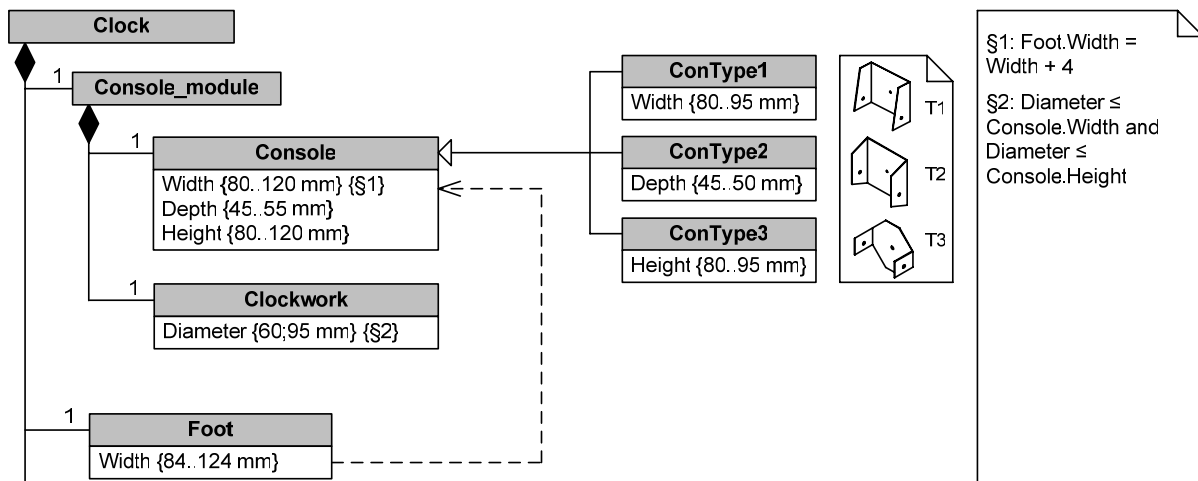 Clock
1
Console_module
1
Console
Width {80..120 mm} {§1}
Depth {45..55 mm}
Height {80..120 mm}
1
Clockwork
Diameter {60;95 mm} {§2}
1
Foot
Width {84..124 mm}
ConType1
Width {80..95 mm}
ConType2
Depth {45..50 mm}
ConType3
Height {80..95 mm}
T1
T2
T3
§1: Foot.Width =
Width + 4
§2: Diameter ≤
Console.Width and
Diameter ≤
Console.Height